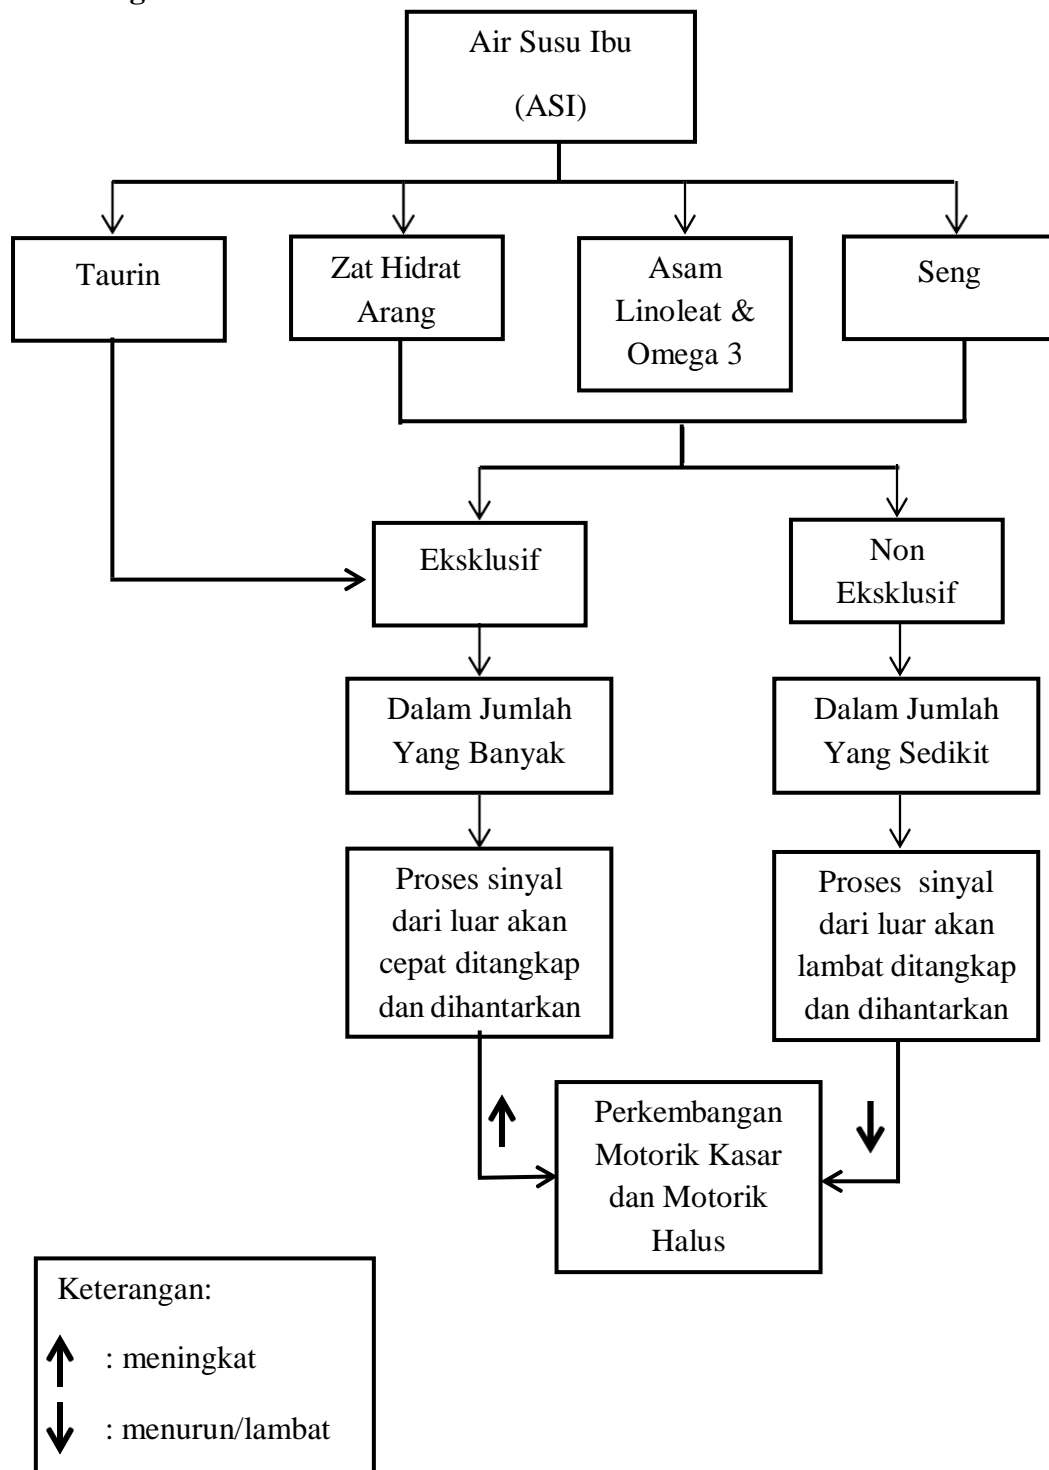 Air Susu Ibu
(ASI)
Taurin
Zat Hidrat
Arang
Asam
Linoleat &
Omega 3
Seng
Eksklusif
Non
Eksklusif
Dalam Jumlah
Yang Banyak
Dalam Jumlah
Yang Sedikit
Proses sinyal
dari luar akan
cepat ditangkap
dan dihantarkan
Proses sinyal
dari luar akan
lambat ditangkap
dan dihantarkan
Perkembangan
Motorik Kasar
dan Motorik
Halus
Keterangan:
: meningkat
: menurun/lambat